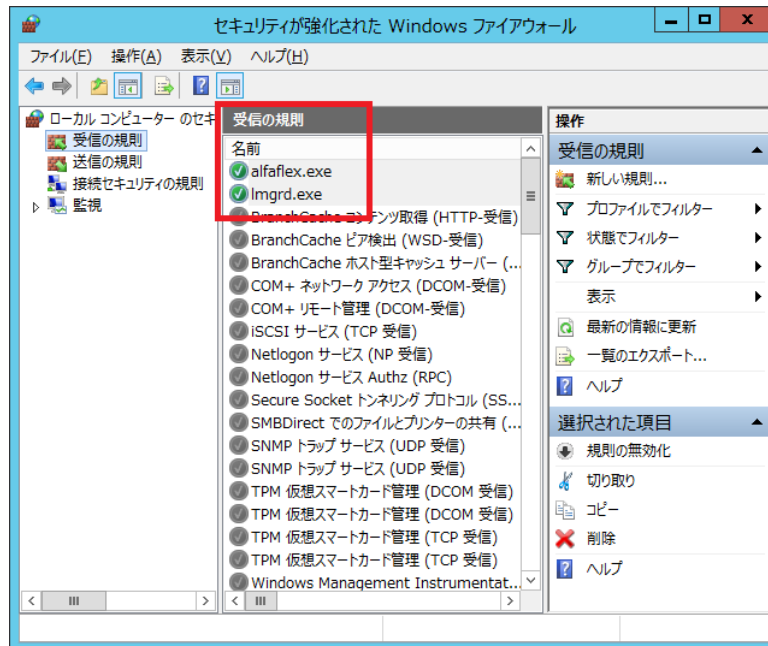 セキュリティが強化された Windows ファイアウォール
ファイル(F) 操作(A) 表示(V) ヘルプ(H)
ローカル コンピューター のセキ
受信の規則
送信の規則
接続セキュリティの規則
監視
受信の規則
名前
alfaflex.exe
lmgrd.exe
BranchCache コンテンツ取得 (HTTP-受信)
BranchCache ピア検出 (WSD-受信)
BranchCache ホスト型キャッシュ サーバー (...
COM+ ネットワーク アクセス (DCOM-受信)
COM+ リモート管理 (DCOM-受信)
iSCSI サービス (TCP 受信)
Netlogon サービス (NP 受信)
Netlogon サービス Authz (RPC)
Secure Socket トンネリング プロトコル (SS...
SMBDirect でのファイルとプリンターの共有 (...
SNMP トラップ サービス (UDP 受信)
SNMP トラップ サービス (UDP 受信)
TPM 仮想スマートカード管理 (DCOM 受信)
TPM 仮想スマートカード管理 (DCOM 受信)
TPM 仮想スマートカード管理 (TCP 受信)
TPM 仮想スマートカード管理 (TCP 受信)
Windows Management Instrumentat...
操作
受信の規則
新しい規則...
プロファイルでフィルター
状態でフィルター
グループでフィルター
表示
最新の情報に更新
一覧のエクスポート...
ヘルプ
選択された項目
規則の無効化
切り取り
コピー
削除
ヘルプ